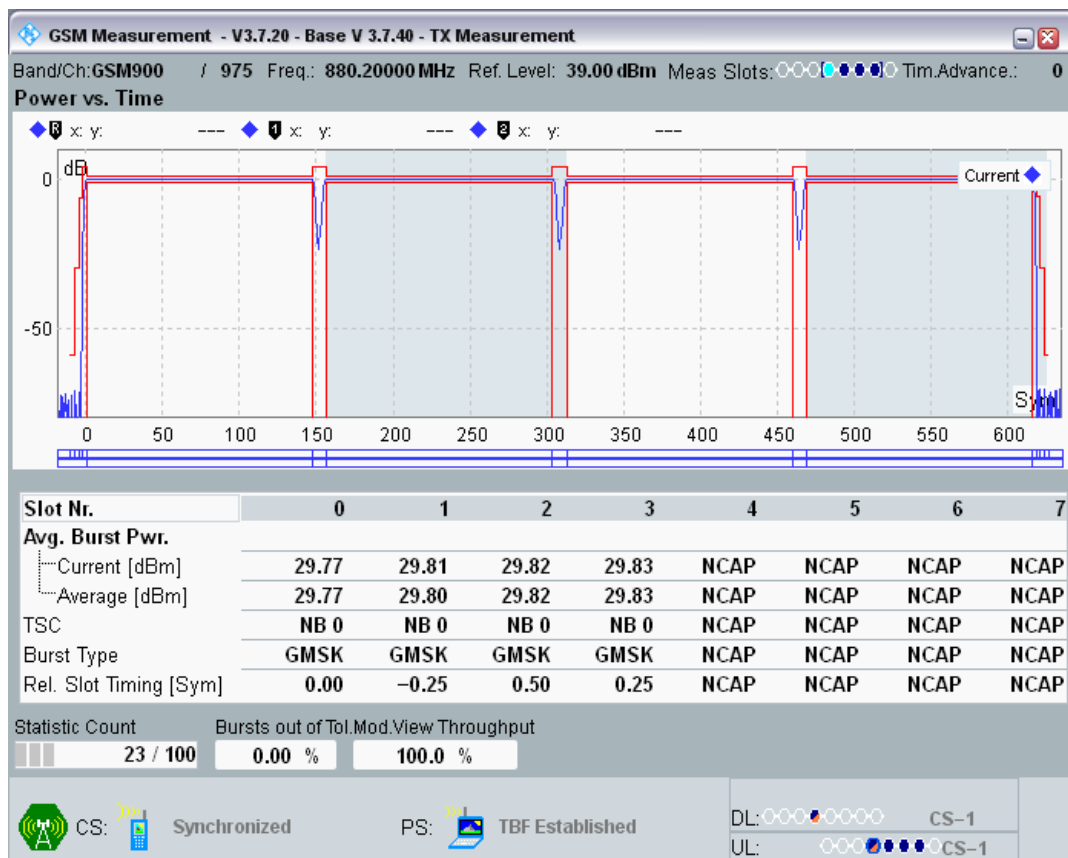 GSM Measurement - V3.7.20 - Base V 3.7.40 - TX Measurement
Band/Ch:GSM900 / 975 Freq.: 880.20000 MHz Ref. Level: 39.00 dBm Meas Slots: Tim.Advance.: 0
Power vs. Time
R x: y: --- 1 x: y: --- 2 x: y: ---
dB
Current
0
-50
Sym
0 50 100 150 200 250 300 350 400 450 500 550 600
Slot Nr. 0 1 2 3 4 5 6 7
Avg. Burst Pwr.
Current [dBm] 29.77 29.81 29.82 29.83 NCAP NCAP NCAP NCAP
Average [dBm] 29.77 29.80 29.82 29.83 NCAP NCAP NCAP NCAP
TSC NB 0 NB 0 NB 0 NB 0 NCAP NCAP NCAP NCAP
Burst Type GMSK GMSK GMSK GMSK NCAP NCAP NCAP NCAP
Rel. Slot Timing [Sym] 0.00 −0.25 0.50 0.25 NCAP NCAP NCAP NCAP
Statistic Count Bursts out of Tol. Mod.View Throughput
23 / 100 0.00 % 100.0 %
CS: Synchronized PS: TBF Established
DL: CS−1
UL: CS−1